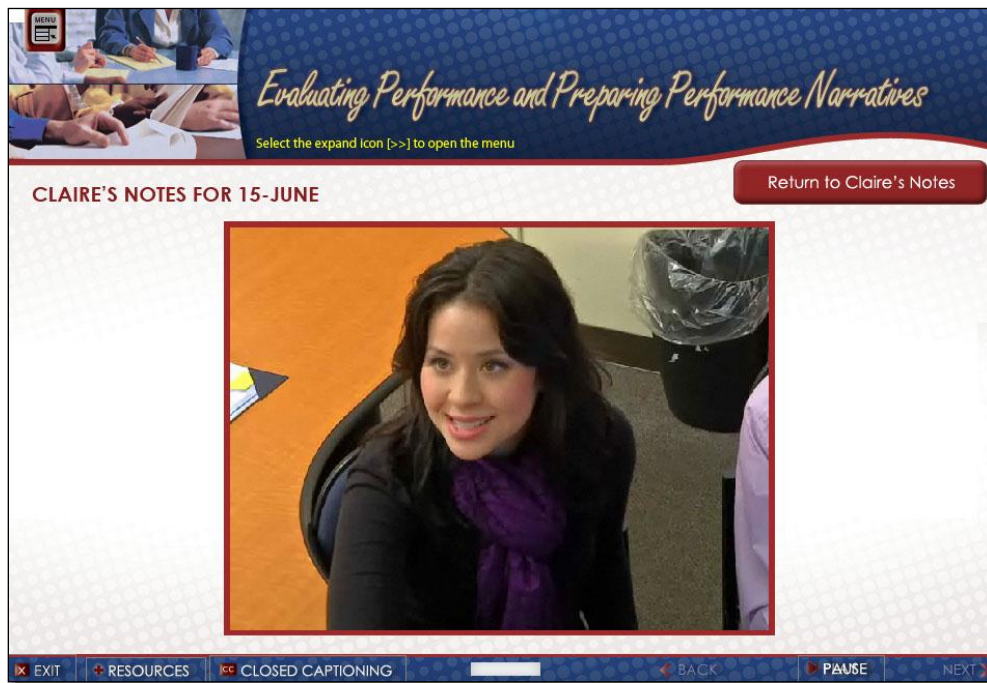 MENU
Evaluating Performance and Preparing Performance Narratives
Select the expand icon [>>] to open the menu
CLAIRE'S NOTES FOR 15-JUNE
Return to Claire's Notes
EXIT
RESOURCES
CC CLOSED CAPTIONING
BACK
PAUSE
NEXT